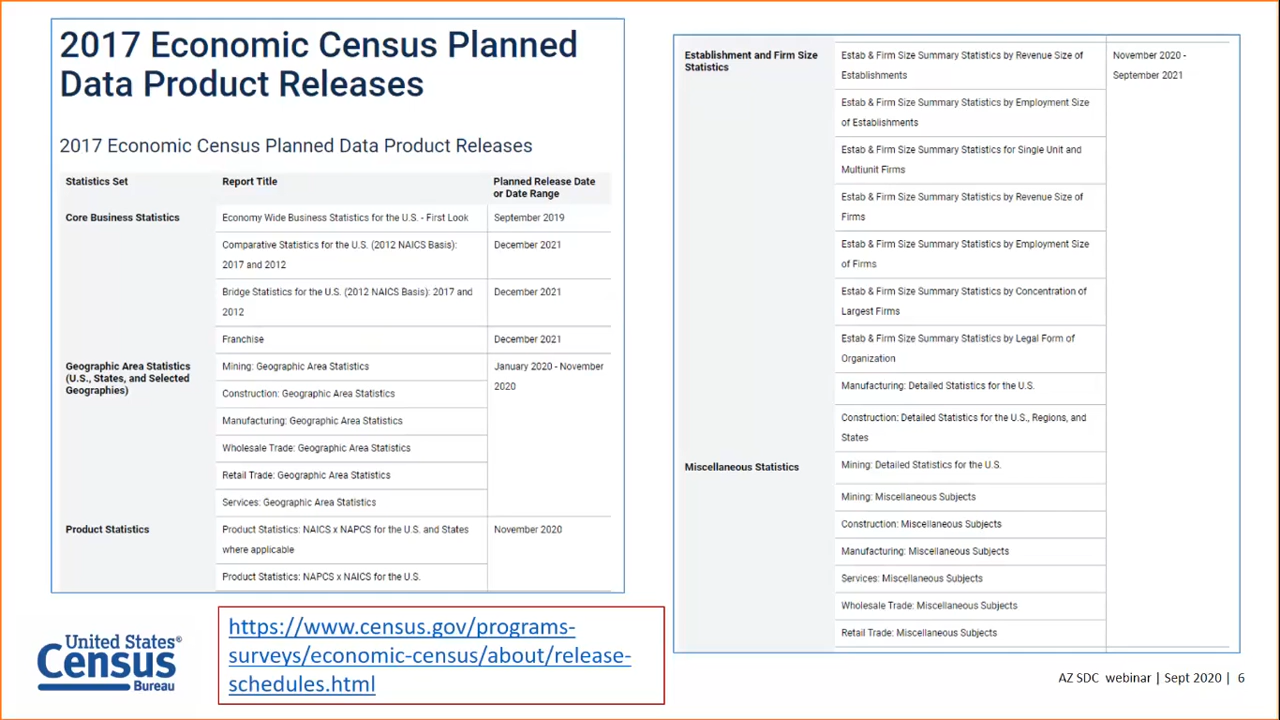 2017 Economic Census Planned
Data Product Releases
2017 Economic Census Planned Data Product Releases
Statistics Set
Report Title
Planned Release Date
or Date Range
Core Business Statistics
Economy Wide Business Statistics for the U.S. - First Look
September 2019
Comparative Statistics for the U.S. (2012 NAICS Basis):
2017 and 2012
December 2021
Bridge Statistics for the U.S. (2012 NAICS Basis): 2017 and
2012
December 2021
Franchise
December 2021
Geographic Area Statistics
(U.S., States, and Selected
Geographies)
Mining: Geographic Area Statistics
January 2020 - November
2020
Construction: Geographic Area Statistics
Manufacturing: Geographic Area Statistics
Wholesale Trade: Geographic Area Statistics
Retail Trade: Geographic Area Statistics
Services: Geographic Area Statistics
Product Statistics
Product Statistics: NAICS x NAPCS for the U.S. and States
where applicable
November 2020
Product Statistics: NAPCS x NAICS for the U.S.
Establishment and Firm Size
Statistics
Estab & Firm Size Summary Statistics by Revenue Size of
Establishments
November 2020 -
September 2021
Estab & Firm Size Summary Statistics by Employment Size
of Establishments
Estab & Firm Size Summary Statistics for Single Unit and
Multiunit Firms
Estab & Firm Size Summary Statistics by Revenue Size of
Firms
Estab & Firm Size Summary Statistics by Employment Size
of Firms
Estab & Firm Size Summary Statistics by Concentration of
Largest Firms
Estab & Firm Size Summary Statistics by Legal Form of
Organization
Manufacturing: Detailed Statistics for the U.S.
Construction: Detailed Statistics for the U.S., Regions, and
States
Miscellaneous Statistics
Mining: Detailed Statistics for the U.S.
Mining: Miscellaneous Subjects
Construction: Miscellaneous Subjects
Manufacturing: Miscellaneous Subjects
Services: Miscellaneous Subjects
Wholesale Trade: Miscellaneous Subjects
Retail Trade: Miscellaneous Subjects
United States®
Census
Bureau
https://www.census.gov/programs-
surveys/economic-census/about/release-
schedules.html
AZ SDC webinar | Sept 2020 | 6